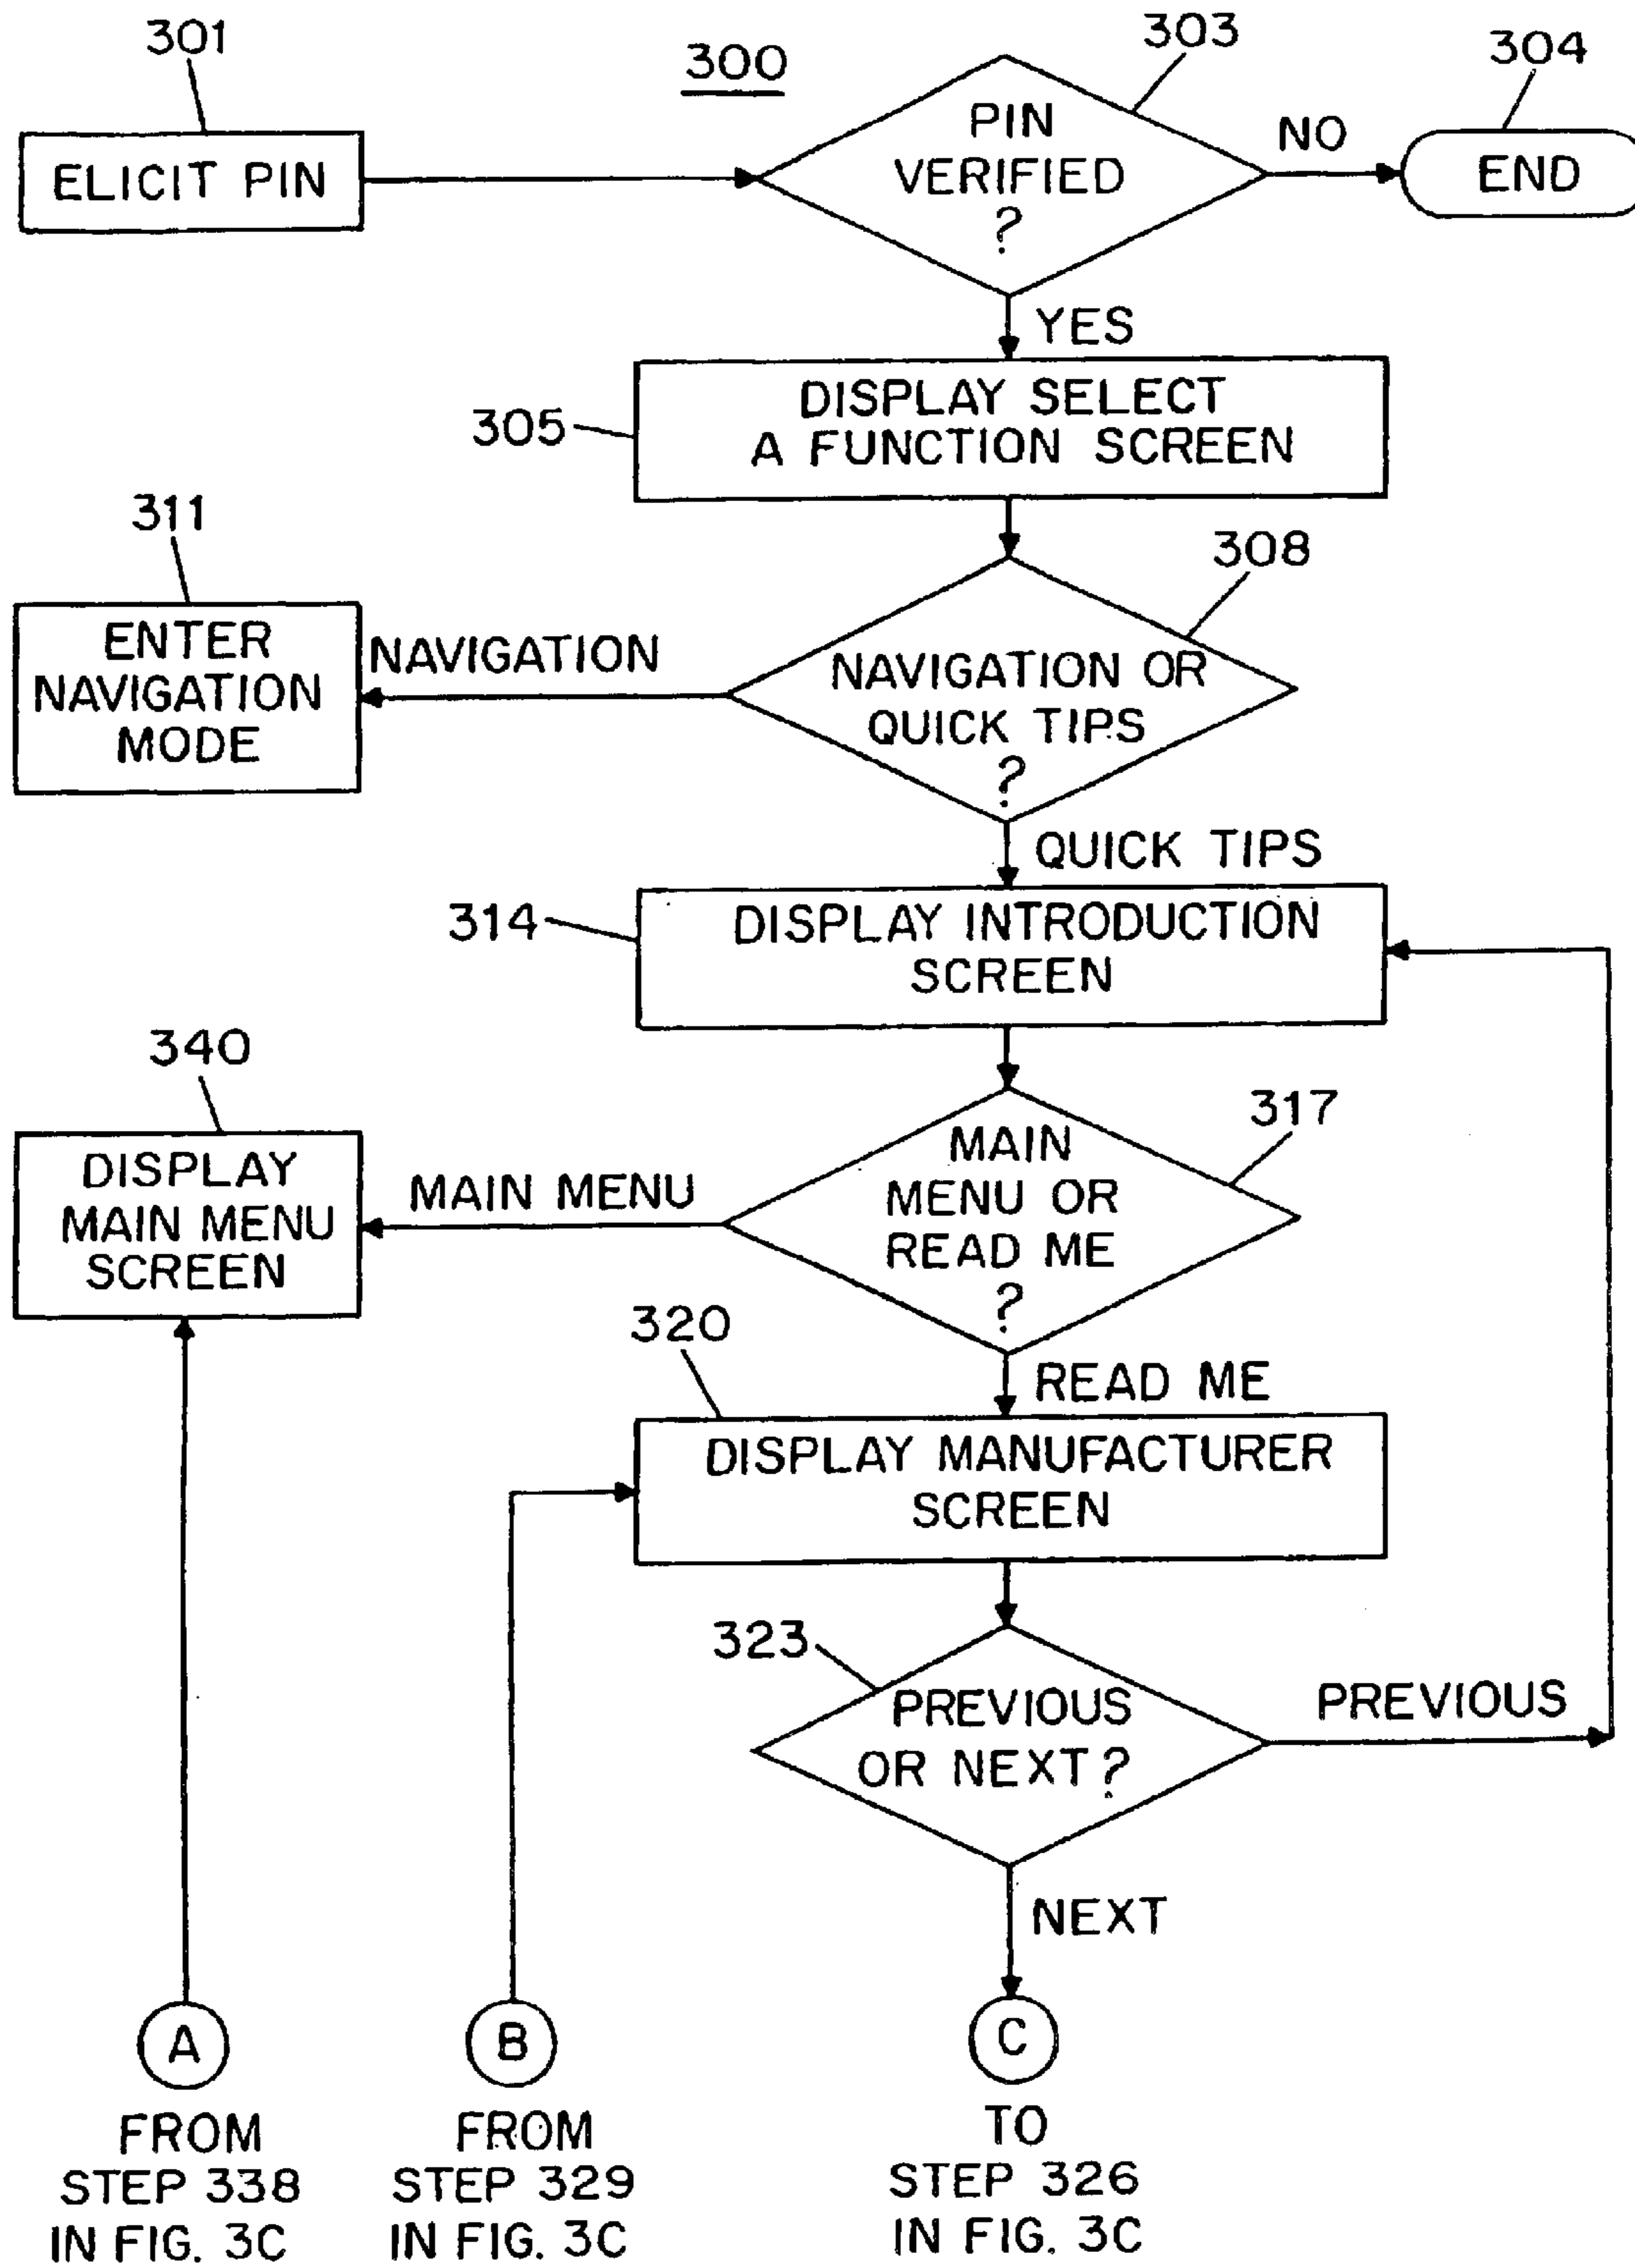 301
300
303
304
ELICIT PIN
PIN
VERIFIED
?
NO
END
YES
305
DISPLAY SELECT
A FUNCTION SCREEN
311
308
ENTER
NAVIGATION
MODE
NAVIGATION
NAVIGATION OR
QUICK TIPS
?
QUICK TIPS
314
DISPLAY INTRODUCTION
SCREEN
340
317
DISPLAY
MAIN MENU
SCREEN
MAIN MENU
MAIN
MENU OR
READ ME
?
320
READ ME
DISPLAY MANUFACTURER
SCREEN
323
PREVIOUS
OR NEXT?
PREVIOUS
NEXT
A
FROM
STEP 338
IN FIG. 3C
B
FROM
STEP 329
IN FIG. 3C
C
TO
STEP 326
IN FIG. 3C